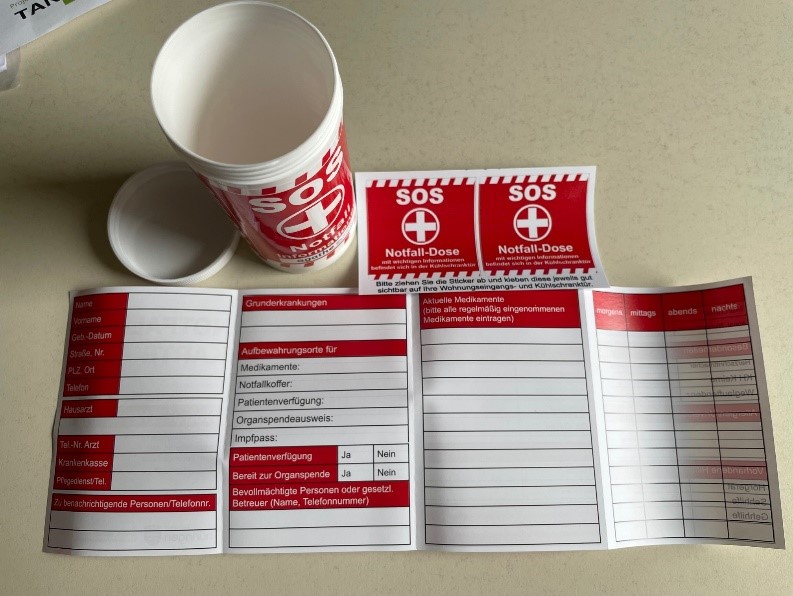 TAN
SOS
Notfall
SOS
Notfall-Dose
mit wichtigen Informationen
befindet sich in der Kühlschranktür
SOS
Notfall-Dose
mit wichtigen Informationen
befindet sich in der Kühlschranktür
Bitte ziehen Sie die Sticker ab und kleben diese jeweils gut
sichtbar auf Ihre Wohnungseingangs- und Kühlschranktür.
Name
Vorname
Geb.-Datum
Straße, Nr.
PLZ, Ort
Telefon
Hausarzt
Tel.-Nr. Arzt
Krankenkasse
Pflegedienst/Tel.
Zu benachrichtigende Personen/Telefonnr.
Grunderkrankungen
Aufbewahrungsorte für
Medikamente:
Notfallkoffer:
Patientenverfügung:
Organspendeausweis:
Impfpass:
Patientenverfügung Ja Nein
Bereit zur Organspende Ja Nein
Bevollmächtigte Personen oder gesetzl.
Betreuer (Name, Telefonnummer)
Aktuelle Medikamente
(bitte alle regelmäßig eingenommenen
Medikamente eintragen)
morgens mittags abends nachts
Hörgerät
Sehhilfe
Gehhilfe